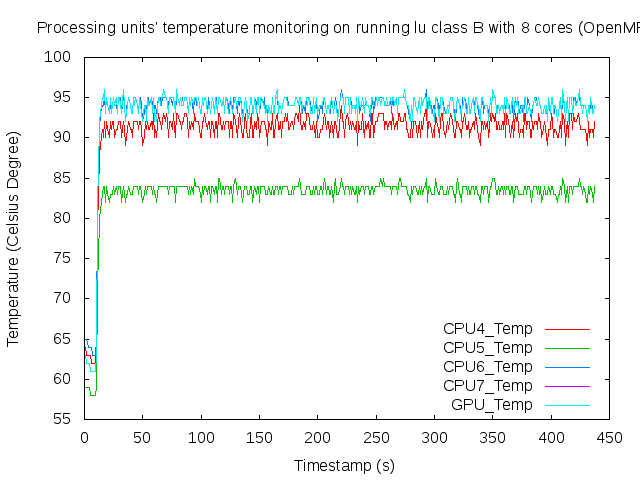 Processing units' temperature monitoring on running lu class B with 8 cores (OpenMP
Temperature (Celsius Degree)
100
95
90
85
80
75
70
65
60
55
CPU4_Temp
CPU5_Temp
CPU6_Temp
CPU7_Temp
GPU_Temp
0 50 100 150 200 250 300 350 400 450
Timestamp (s)